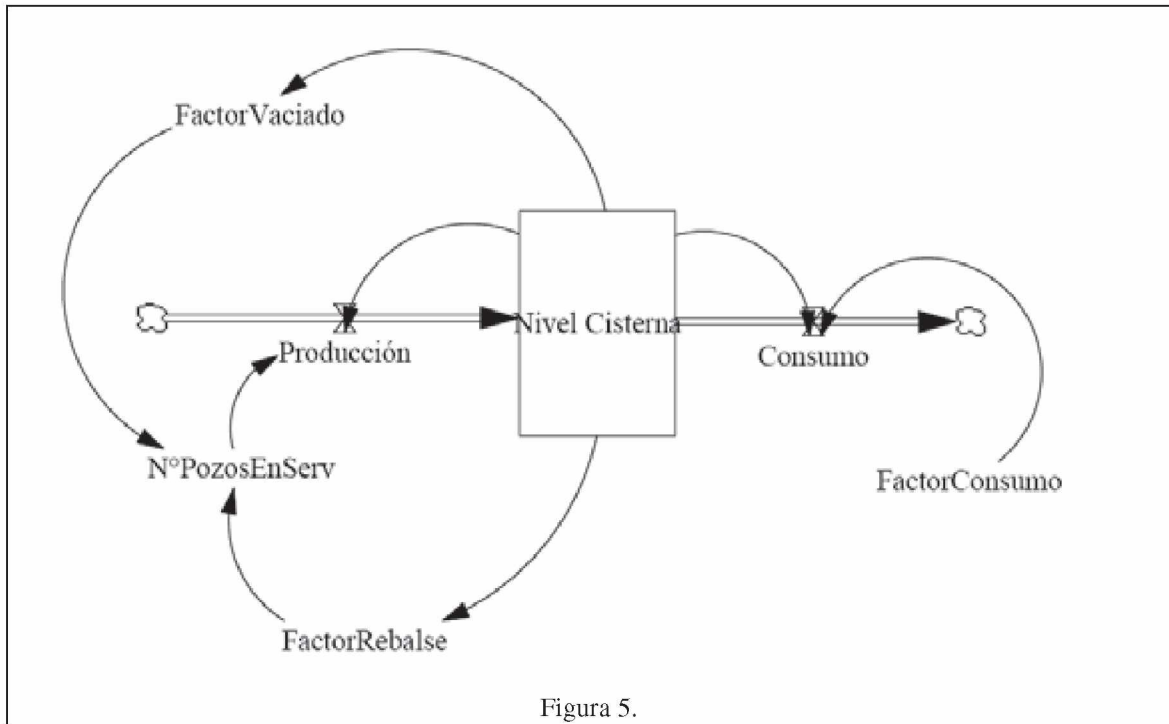 FactorVaciado
Nivel Cisterna
Producción
Consumo
N°PozosEnServ
FactorConsumo
FactorRebalse
Figura 5.